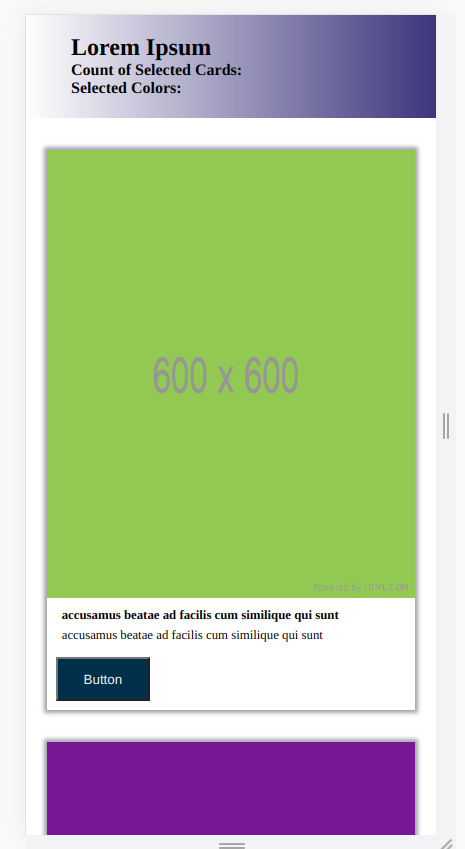 Lorem Ipsum
Count of Selected Cards:
Selected Colors:
600 x 600
Powered by HTML.COM
accusamus beatae ad facilis cum similique qui sunt
accusamus beatae ad facilis cum similique qui sunt
Button